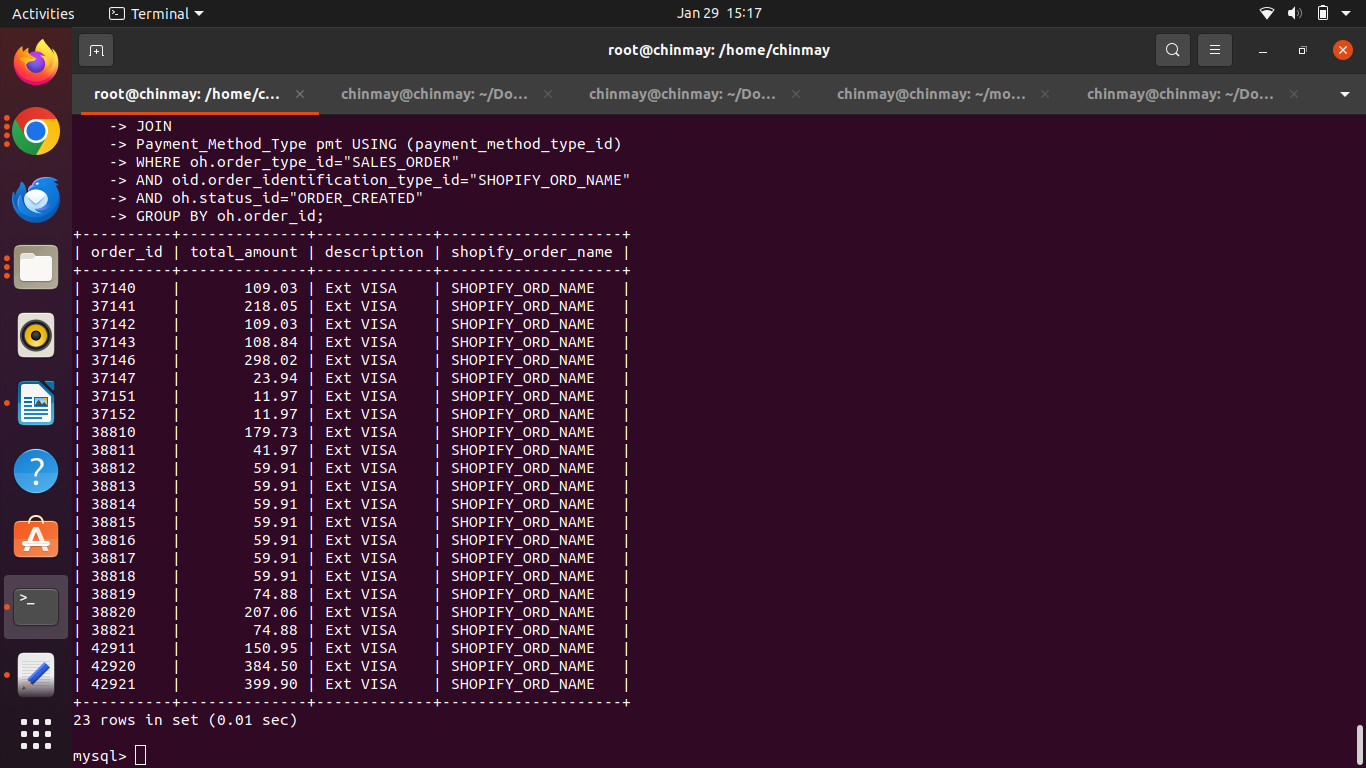 Activities
Terminal
Jan 29 15:17
root@chinmay: /home/chinmay
root@chinmay: /home/c...
chinmay@chinmay: ~/Do...
chinmay@chinmay: ~/Do...
chinmay@chinmay: ~/mo...
chinmay@chinmay: ~/Do...
    -> JOIN
    -> Payment_Method_Type pmt USING (payment_method_type_id)
    -> WHERE oh.order_type_id="SALES_ORDER"
    -> AND oid.order_identification_type_id="SHOPIFY_ORD_NAME"
    -> AND oh.status_id="ORDER_CREATED"
    -> GROUP BY oh.order_id;
+----------+--------------+-------------+--------------------+
| order_id | total_amount | description | shopify_order_name |
+----------+--------------+-------------+--------------------+
| 37140    |       109.03 | Ext VISA    | SHOPIFY_ORD_NAME   |
| 37141    |       218.05 | Ext VISA    | SHOPIFY_ORD_NAME   |
| 37142    |       109.03 | Ext VISA    | SHOPIFY_ORD_NAME   |
| 37143    |       108.84 | Ext VISA    | SHOPIFY_ORD_NAME   |
| 37146    |       298.02 | Ext VISA    | SHOPIFY_ORD_NAME   |
| 37147    |        23.94 | Ext VISA    | SHOPIFY_ORD_NAME   |
| 37151    |        11.97 | Ext VISA    | SHOPIFY_ORD_NAME   |
| 37152    |        11.97 | Ext VISA    | SHOPIFY_ORD_NAME   |
| 38810    |       179.73 | Ext VISA    | SHOPIFY_ORD_NAME   |
| 38811    |        41.97 | Ext VISA    | SHOPIFY_ORD_NAME   |
| 38812    |        59.91 | Ext VISA    | SHOPIFY_ORD_NAME   |
| 38813    |        59.91 | Ext VISA    | SHOPIFY_ORD_NAME   |
| 38814    |        59.91 | Ext VISA    | SHOPIFY_ORD_NAME   |
| 38815    |        59.91 | Ext VISA    | SHOPIFY_ORD_NAME   |
| 38816    |        59.91 | Ext VISA    | SHOPIFY_ORD_NAME   |
| 38817    |        59.91 | Ext VISA    | SHOPIFY_ORD_NAME   |
| 38818    |        59.91 | Ext VISA    | SHOPIFY_ORD_NAME   |
| 38819    |        74.88 | Ext VISA    | SHOPIFY_ORD_NAME   |
| 38820    |       207.06 | Ext VISA    | SHOPIFY_ORD_NAME   |
| 38821    |        74.88 | Ext VISA    | SHOPIFY_ORD_NAME   |
| 42911    |       150.95 | Ext VISA    | SHOPIFY_ORD_NAME   |
| 42920    |       384.50 | Ext VISA    | SHOPIFY_ORD_NAME   |
| 42921    |       399.90 | Ext VISA    | SHOPIFY_ORD_NAME   |
+----------+--------------+-------------+--------------------+
23 rows in set (0.01 sec)
mysql>